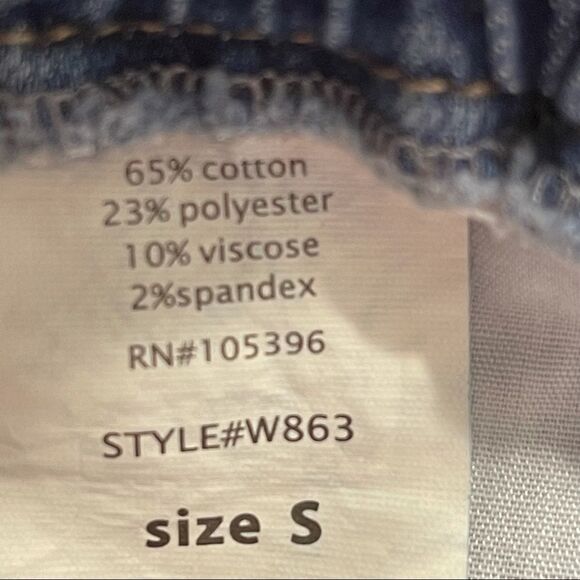 65% cotton
23% polyester
10% viscose
2%spandex
RN#105396
STYLE#W863
size S